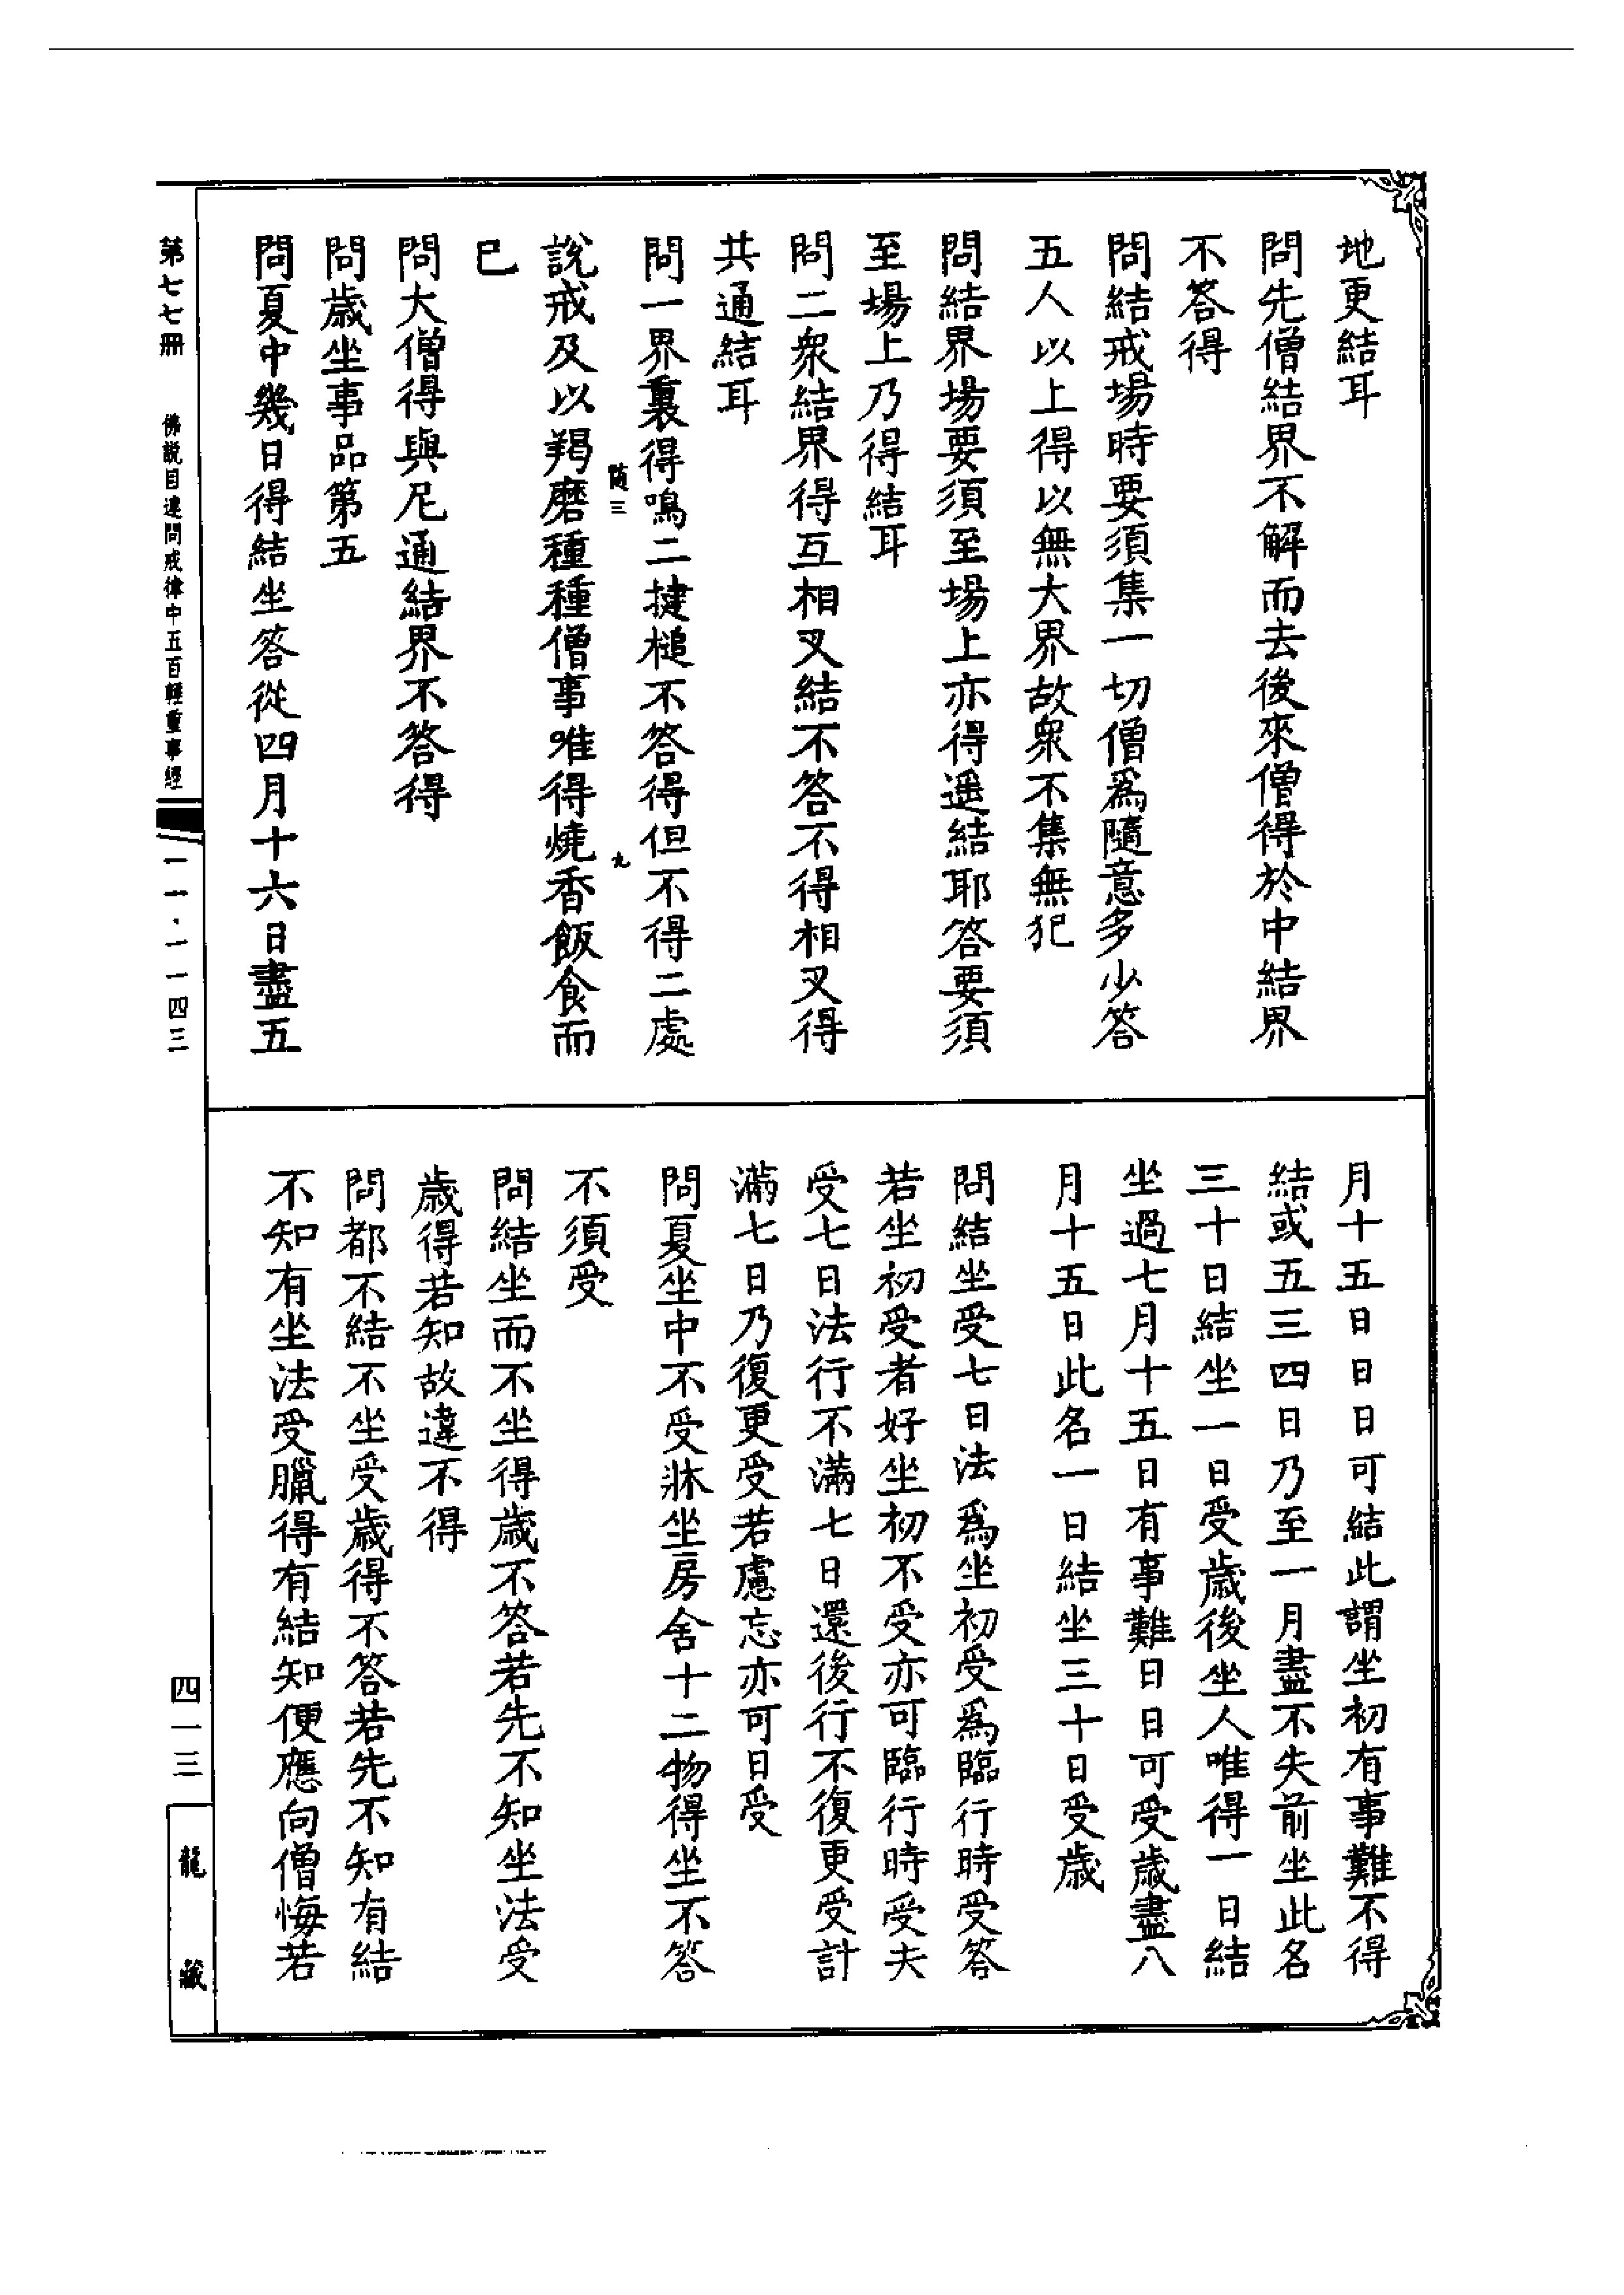 地更結耳
問先僧結界不解而去後來僧得於中結界
不答得
問結戒場時要須集一切僧爲隨意多少答
五人以上得以無大界故衆不集無犯
問結界場要須至場上亦得遥結耶答要須
至場上乃得結耳
問二衆結界得互相叉結不答不得相叉得
共通結耳
問一界裏得鳴二揵槌不答得但不得二處
随三 九
說戒及以羯磨種種僧事唯得燒香飯食而
已
問大僧得與尼通結界不答得
問歲坐事品第五
問夏中幾日得結坐答從四月十六日盡五
月十五日日日可結此謂坐初有事難不得
結或五三四日乃至一月盡不失前坐此名
三十日結坐一日受歲後坐人唯得一日結
坐過七月十五日有事難日日可受歲盡八
月十五日此名一日結坐三十日受歲
問結坐受七日法爲坐初受爲臨行時受答
若坐初受者好坐初不受亦可臨行時受夫
受七日法行不滿七日還後行不復更受計
滿七日乃復更受若慮忘亦可日受
問夏坐中不受牀坐房舍十二物得坐不答
不須受
問結坐而不坐得歲不答若先不知坐法受
歲得若知故違不得
問都不結不坐受歲得不答若先不知有結
不知有坐法受臘得有結知便應向僧悔若
第七七冊 佛説目連問戒律中五百輕重事經 一一·一一四三
四一三
龍藏